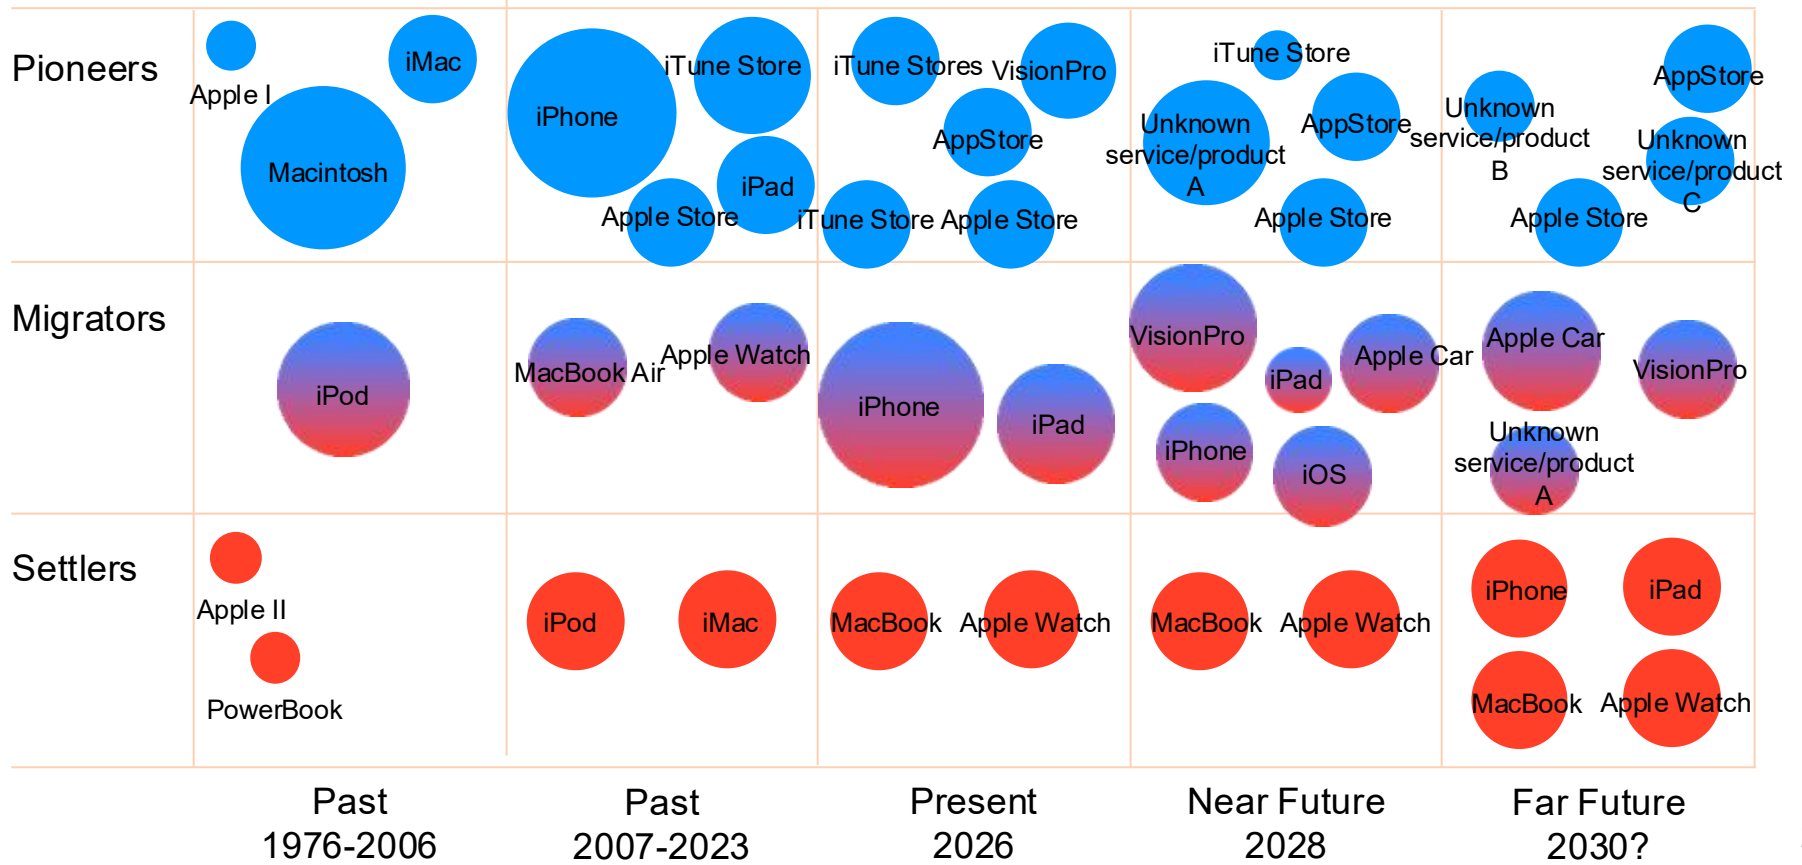 Pioneers
Apple I
iMac
Macintosh
iPhone
iTune Store
iPad
Apple Store
iTune Stores
VisionPro
AppStore
iTune Store
Apple Store
iTune Store
Unknown
service/product
A
AppStore
Apple Store
Unknown
service/product
B
AppStore
Unknown
service/product
C
Apple Store
Migrators
iPod
MacBook Air
Apple Watch
iPhone
iPad
VisionPro
iPad
Apple Car
iPhone
iOS
Apple Car
VisionPro
Unknown
service/product
A
Settlers
Apple II
PowerBook
iPod
iMac
MacBook
Apple Watch
MacBook
Apple Watch
iPhone
iPad
MacBook
Apple Watch
Past
1976-2006
Past
2007-2023
Present
2026
Near Future
2028
Far Future
2030?